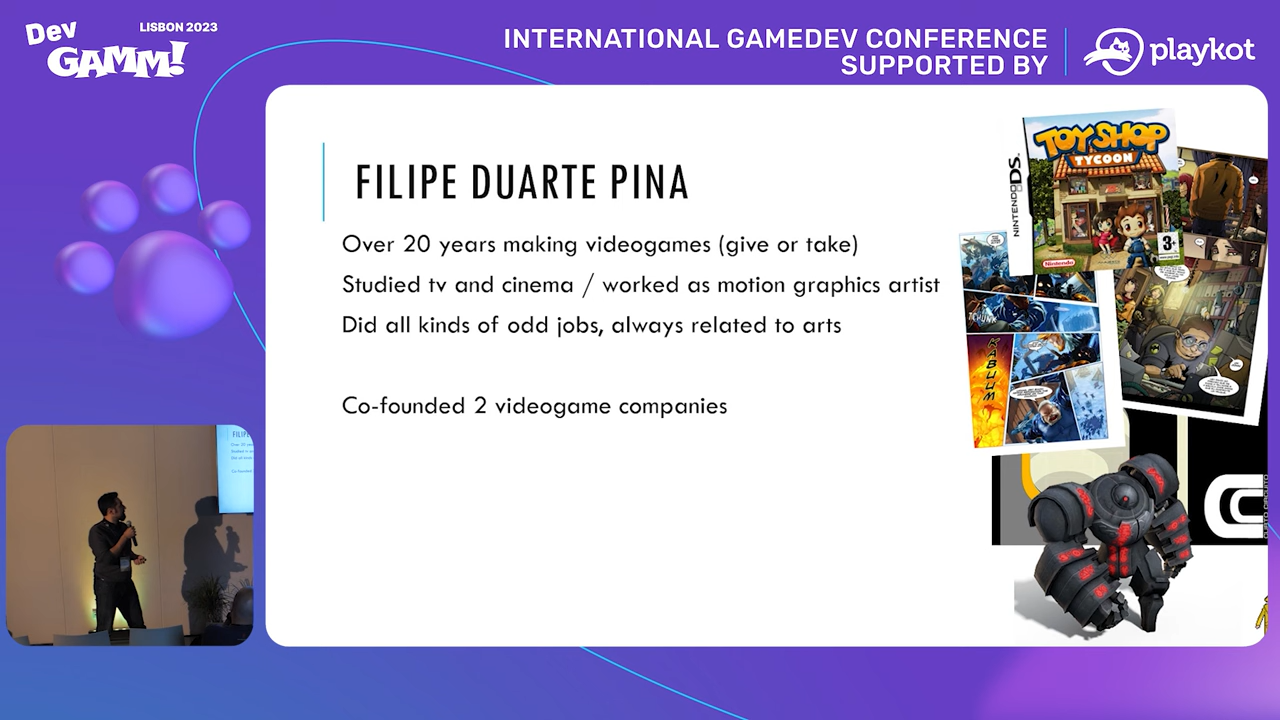 Dev
GAMM!
LISBON 2023
INTERNATIONAL GAMEDEV CONFERENCE
SUPPORTED BY
playkot
FILIPE DUARTE PINA
Over 20 years making videogames (give or take)
Studied tv and cinema / worked as motion graphics artist
Did all kinds of odd jobs, always related to arts
Co-founded 2 videogame companies
NINTENDO DS
TOY SHOP
TYCOON
3+
Nintendo
KABUUM
FILIPE